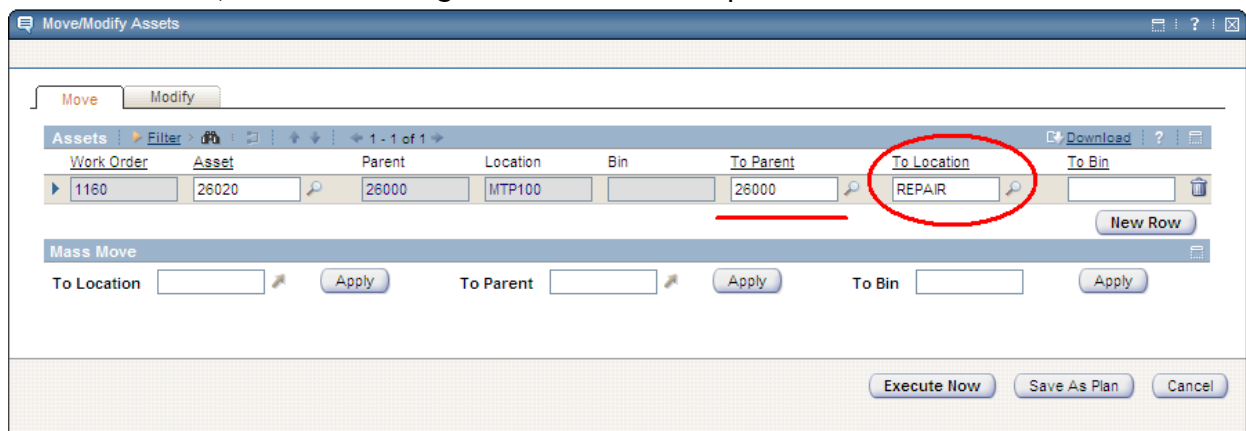 Move/Modify Assets ?
Move Modify
Assets Filter 1 - 1 of 1 Download ?
Work Order Asset Parent Location Bin To Parent To Location To Bin
1160 26020 26000 MTP100 26000 REPAIR
New Row
Mass Move
To Location Apply To Parent Apply To Bin Apply
Execute Now Save As Plan Cancel